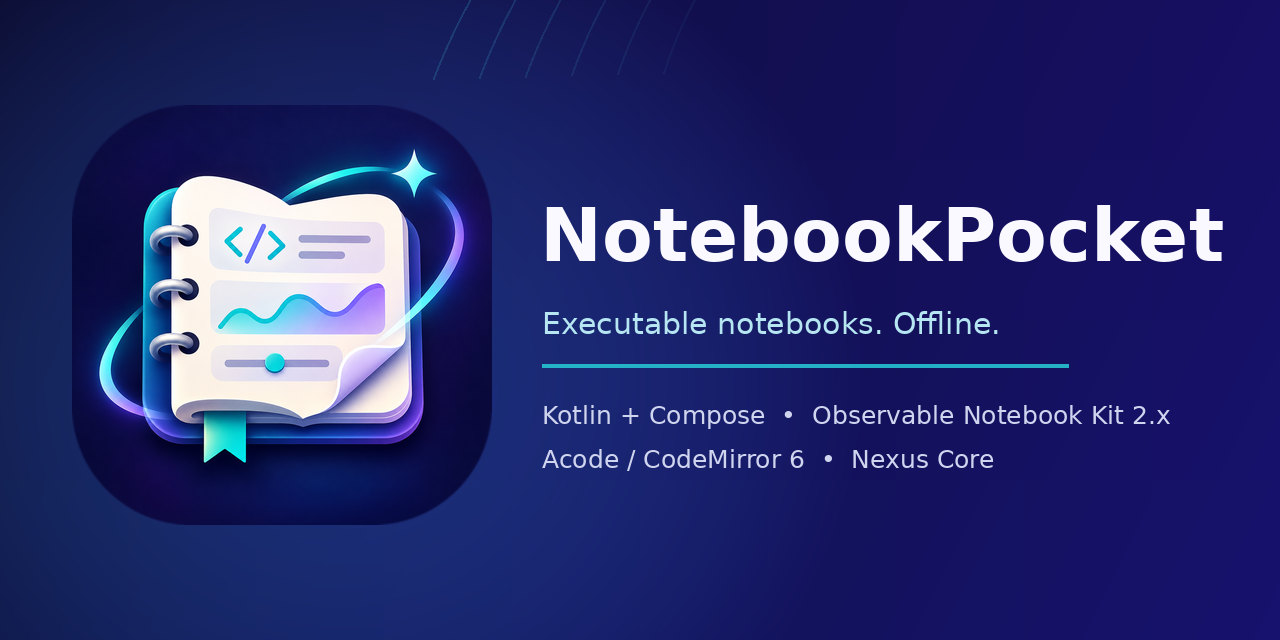 </>
NotebookPocket
Executable notebooks. Offline.
Kotlin + Compose • Observable Notebook Kit 2.x
Acode / CodeMirror 6 • Nexus Core